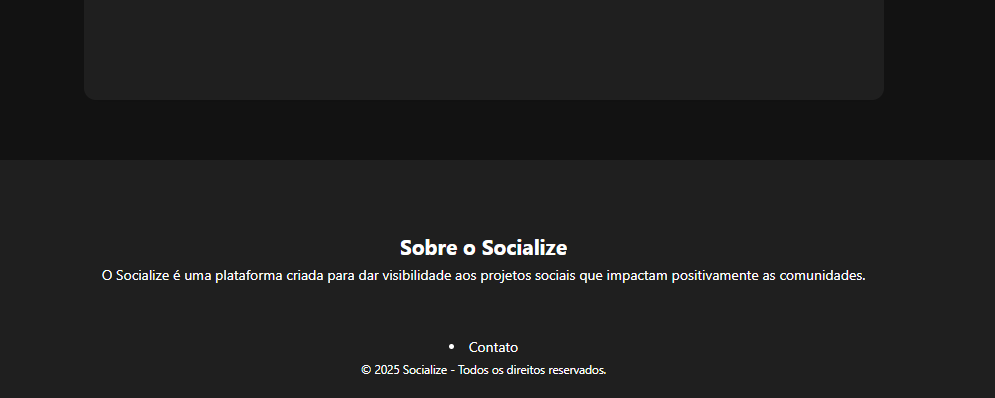 Sobre o Socialize
O Socialize é uma plataforma criada para dar visibilidade aos projetos sociais que impactam positivamente as comunidades.
• Contato
© 2025 Socialize - Todos os direitos reservados.